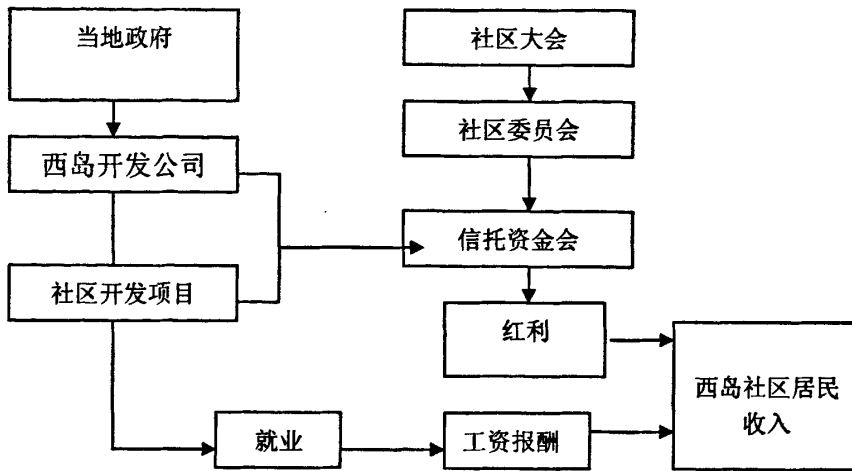 当地政府
社区大会
社区委员会
西岛开发公司
信托资金会
社区开发项目
红利
西岛社区居民
收入
就业
工资报酬